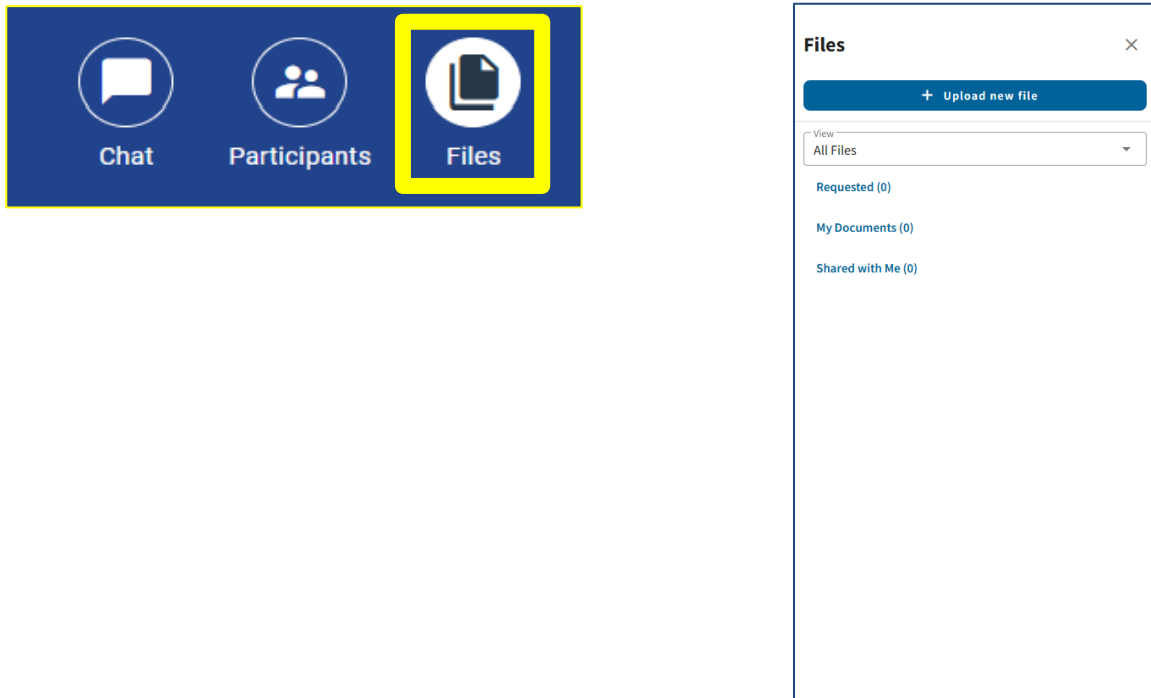 Chat Participants Files
Files
+ Upload new file
View
All Files
Requested (0)
My Documents (0)
Shared with Me (0)